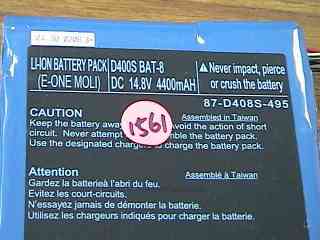 LI-ION BATTERY PACK D400S BAT-8
(E-ONE MOLI) DC 14.8V 4400mAH
Never impact, pierce
or crush the battery
87-D408S-495
CAUTION
Assembled in Taiwan
Keep the battery away avoid the action of short
circuit. Never attempt the battery pack.
Use the designated charge the battery pack.
1561
Attention
Assemblé à Taiwan
Gardez la batterieà l'abri du feu.
Evitez les court-circuits.
N'essayez jamais de démonter la batterie.
Utilisez les chargeurs indiqués pour charger la batterie.